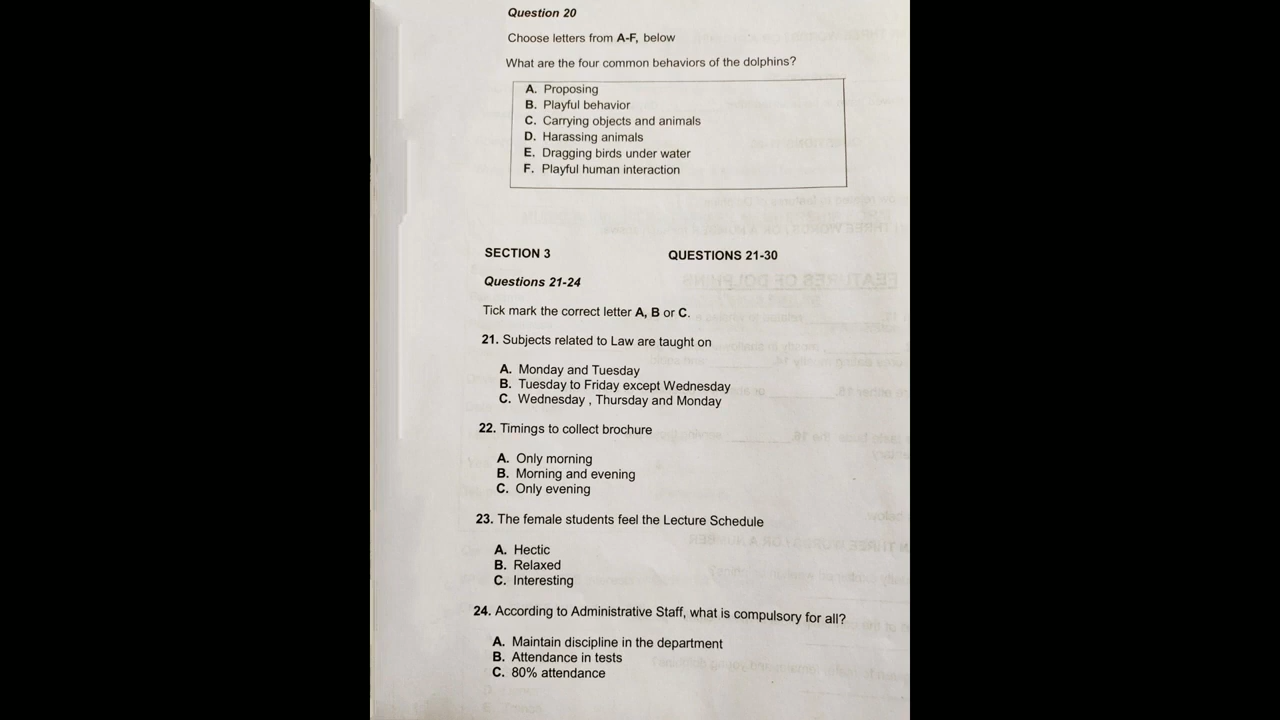 Question 20
Choose letters from A-F, below
What are the four common behaviors of the dolphins?
A. Proposing
B. Playful behavior
C. Carrying objects and animals
D. Harassing animals
E. Dragging birds under water
F. Playful human interaction
SECTION 3 QUESTIONS 21-30
Questions 21-24
Tick mark the correct letter A, B or C.
21. Subjects related to Law are taught on
A. Monday and Tuesday
B. Tuesday to Friday except Wednesday
C. Wednesday , Thursday and Monday
22. Timings to collect brochure
A. Only morning
B. Morning and evening
C. Only evening
23. The female students feel the Lecture Schedule
A. Hectic
B. Relaxed
C. Interesting
24. According to Administrative Staff, what is compulsory for all?
A. Maintain discipline in the department
B. Attendance in tests
C. 80% attendance